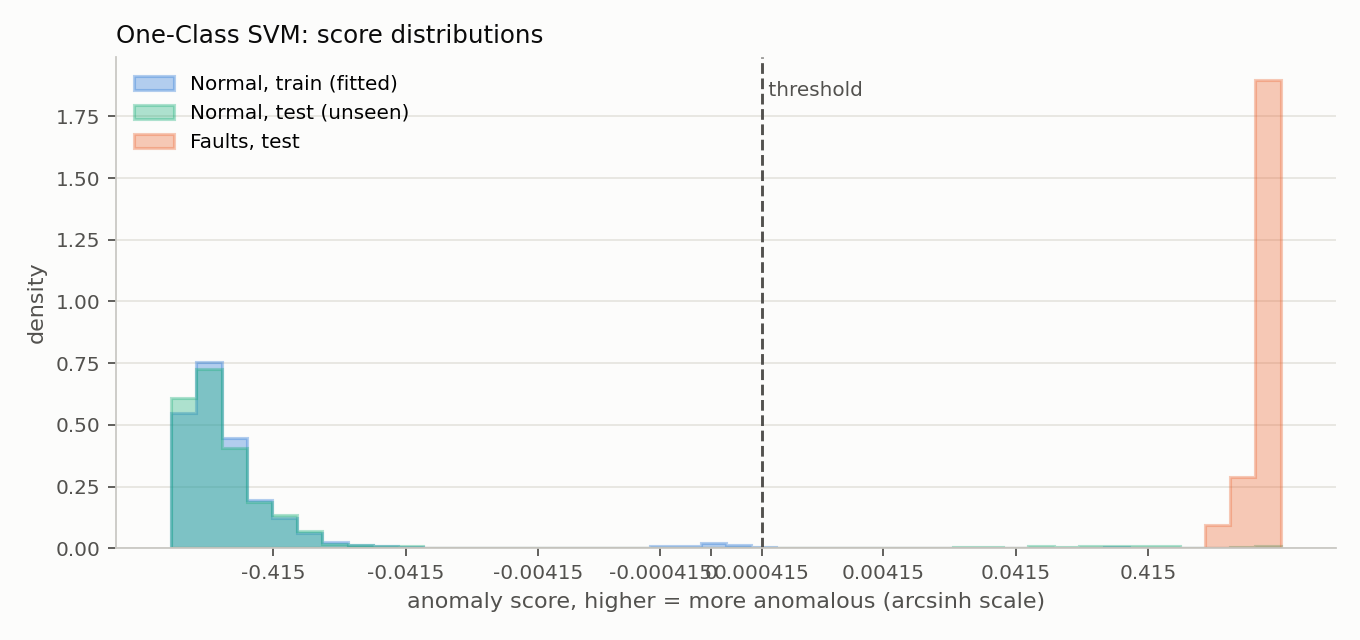 One-Class SVM: score distributions
Normal, train (fitted)
Normal, test (unseen)
Faults, test
threshold
density
1.75
1.50
1.25
1.00
0.75
0.50
0.25
0.00
-0.415 -0.0415 -0.00415 -0.000415 0 0.000415 0.00415 0.0415 0.415
anomaly score, higher = more anomalous (arcsinh scale)